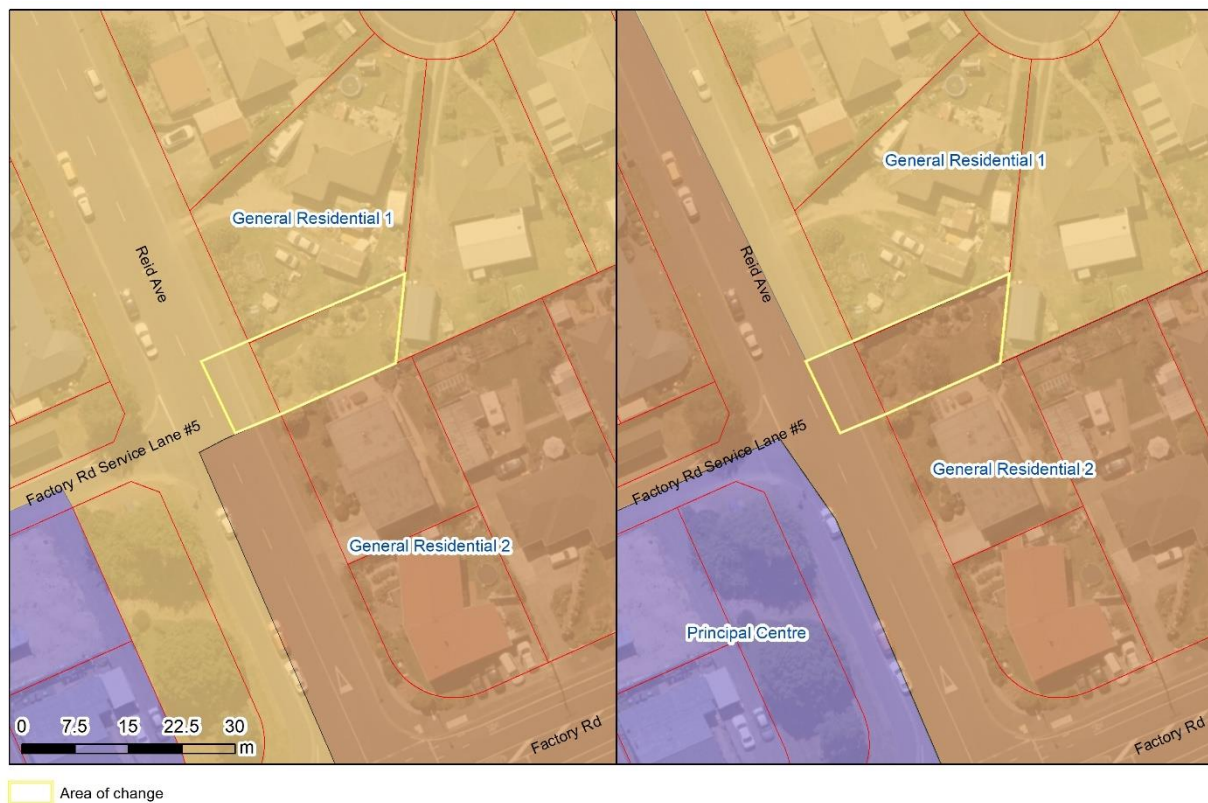 General Residential 1
Reid Ave
Factory Rd Service Lane #5
General Residential 2
0 7.5 15 22.5 30
m
Factory Rd
General Residential 1
Reid Ave
Factory Rd Service Lane #5
General Residential 2
Principal Centre
Factory Rd
Area of change